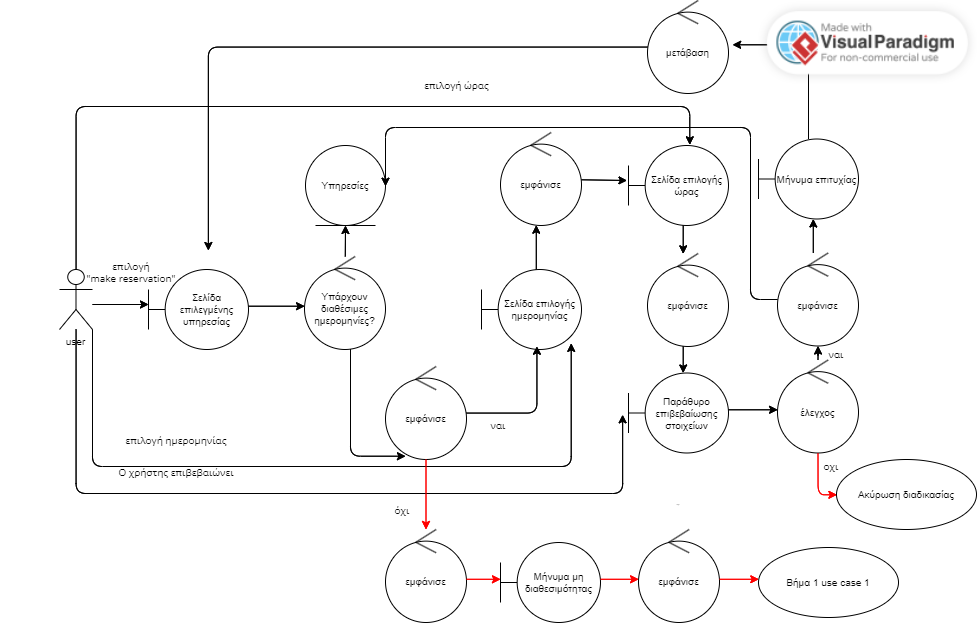 Made with
Visual Paradigm
For non-commercial use
μετάβαση
επιλογή ώρας
Υπηρεσίες
εμφάνισε
Σελίδα επιλογής
ώρας
Μήνυμα επιτυχίας
επιλογή
"make reservation"
user
Σελίδα
επιλεγμένης
υπηρεσίας
Υπάρχουν
διαθέσιμες
ημερομηνίες?
Σελίδα επιλογής
ημερομηνίας
εμφάνισε
εμφάνισε
ναι
εμφάνισε
ναι
Παράθυρο
επιβεβαίωσης
στοιχείων
έλεγχος
επιλογή ημερομηνίας
Ο χρήστης επιβεβαιώνει
οχι
Ακύρωση διαδικασίας
όχι
εμφάνισε
Μήνυμα μη
διαθεσιμότητας
εμφάνισε
Βήμα 1 use case 1